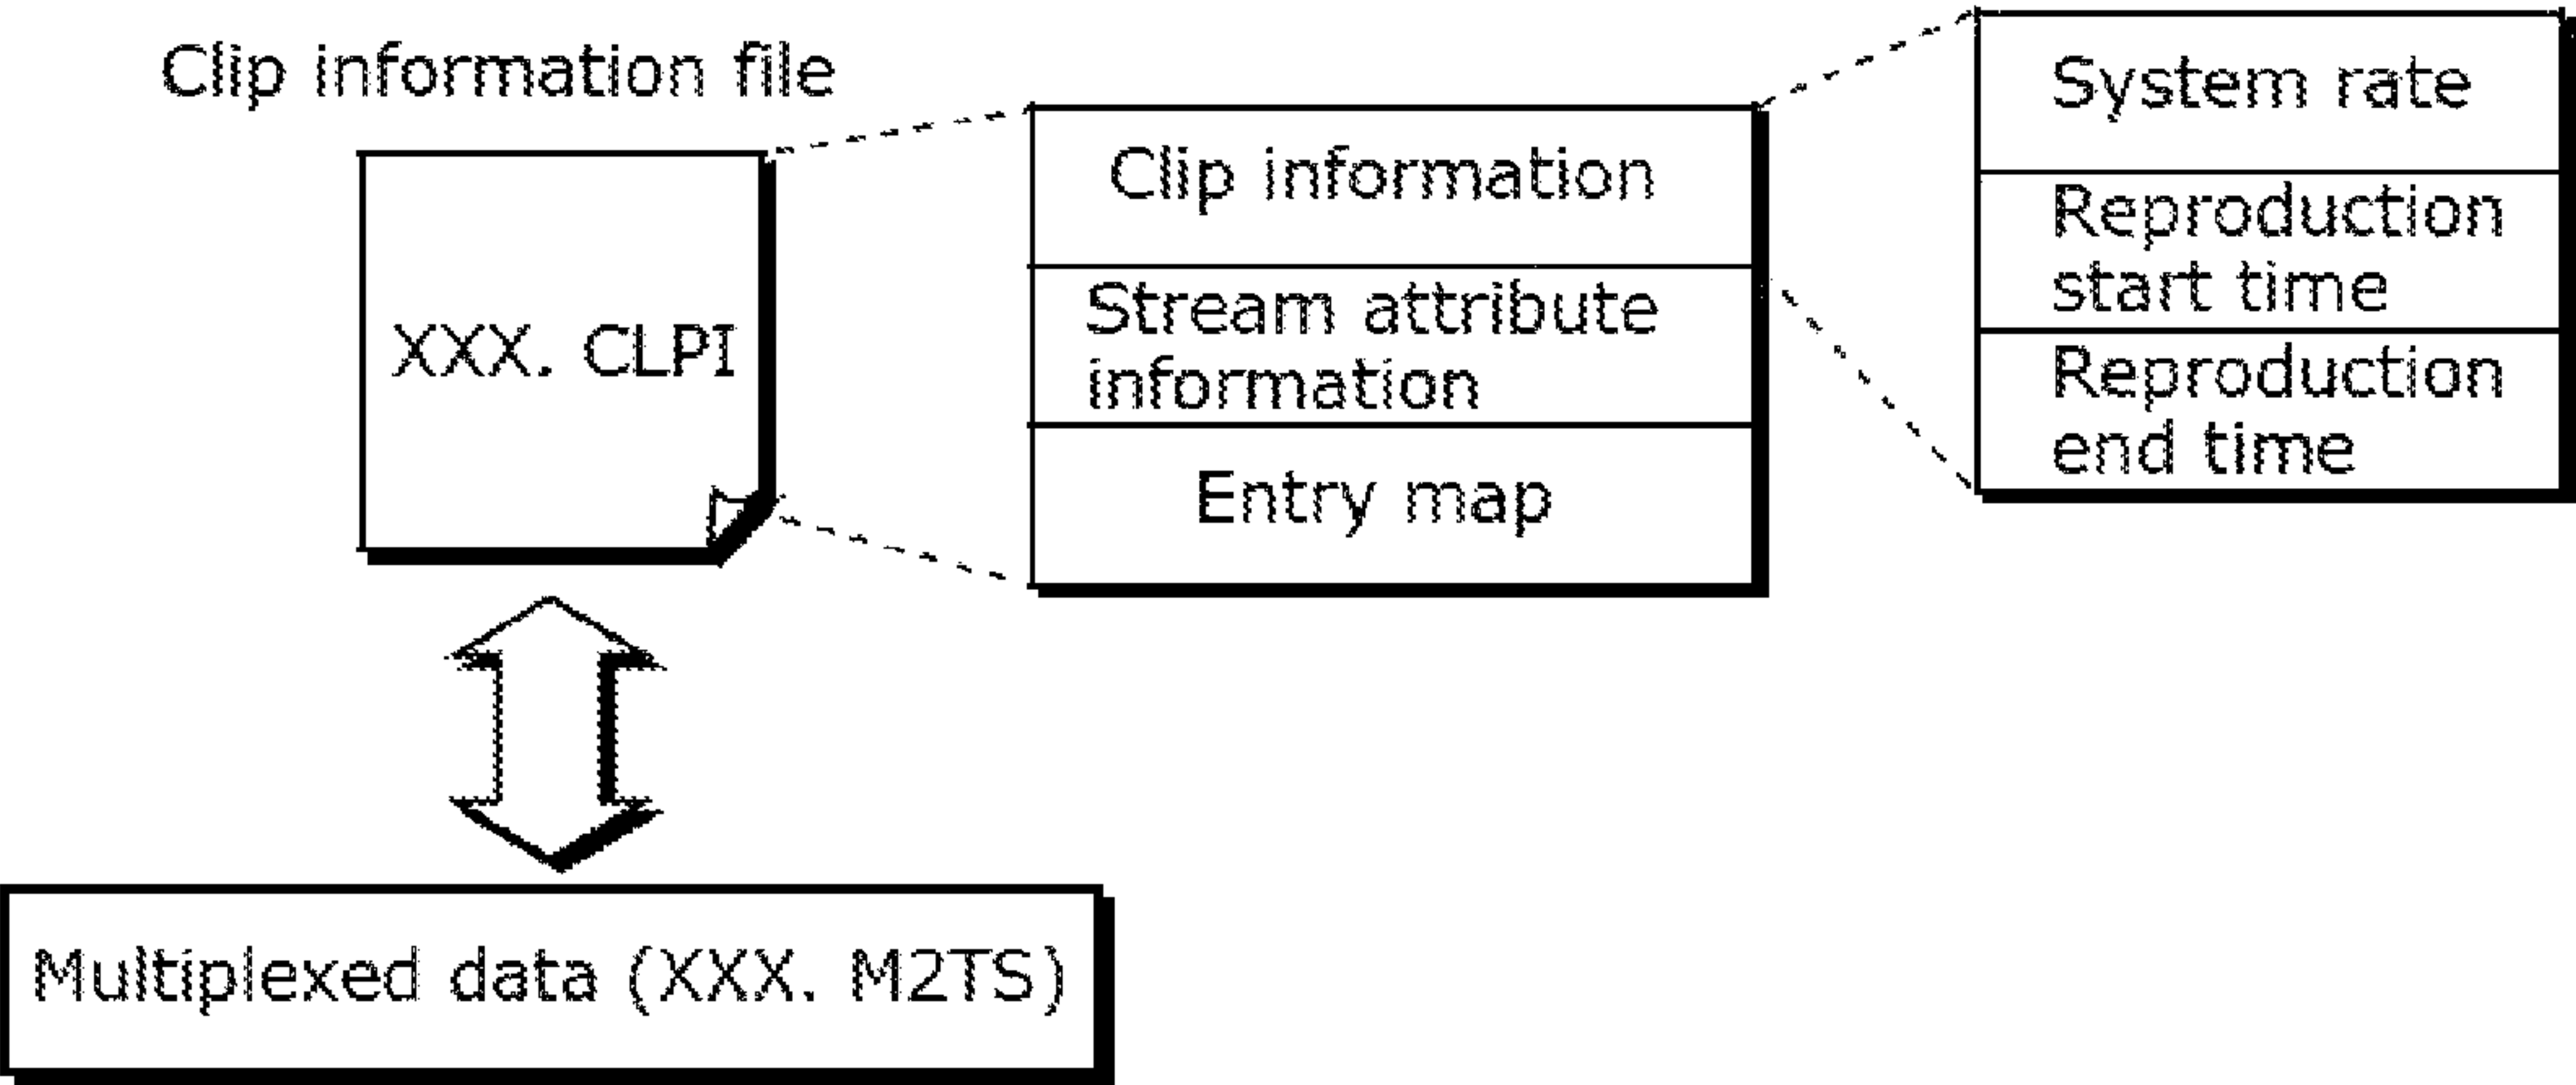 Clip information file
XXX. CLPI
Clip information
Stream attribute
information
Entry map
System rate
Reproduction
start time
Reproduction
end time
Multiplexed data (XXX. M2TS)